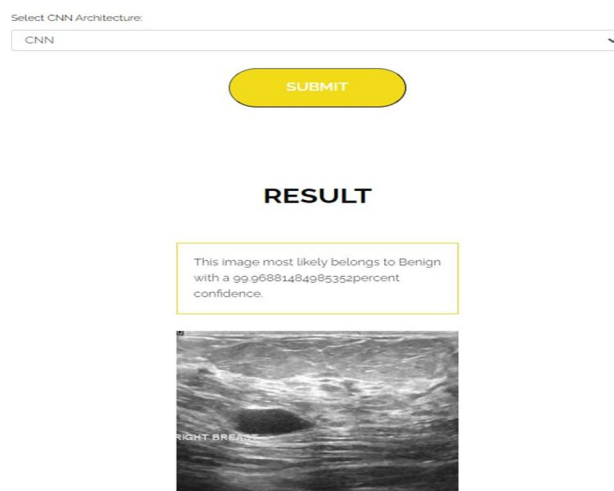 Select CNN Architecture:
CNN
SUBMIT
RESULT
This image most likely belongs to Benign
with a 99.96881484985352percent
confidence.
RIGHT BREAST